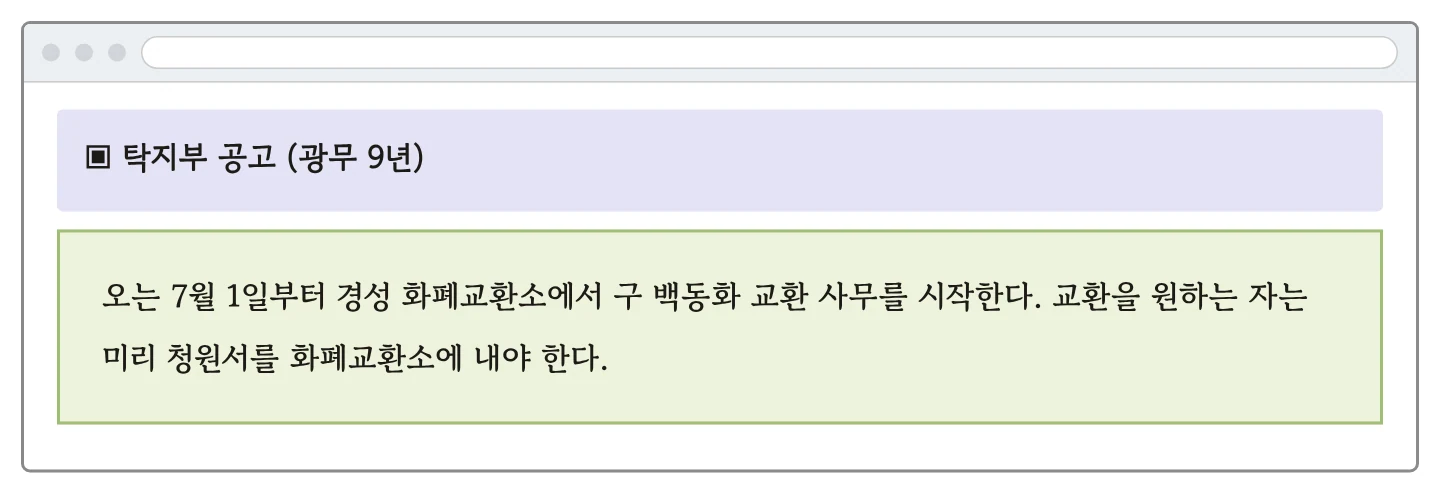 ▣ 탁지부 공고 (광무 9년)
오는 7월 1일부터 경성 화폐교환소에서 구 백동화 교환 사무를 시작한다. 교환을 원하는 자는
미리 청원서를 화폐교환소에 내야 한다.